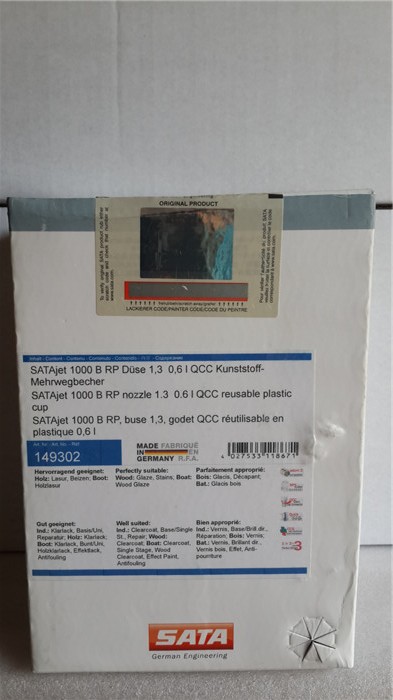 ORIGINAL PRODUCT
LACKIERER CODE/PAINTER CODE/CODE DU PEINTRE
SATAjet 1000 B RP Düse 1,3 0,6 l QCC Kunststoff-
Mehrwegbecher
SATAjet 1000 B RP nozzle 1.3 0.6 l QCC reusable plastic
cup
SATAjet 1000 B RP, buse 1,3, godet QCC réutilisable en
plastique 0,6 l
149302
MADE FABRIQUÉ
IN EN
GERMANY R.F.A.
4 027533 118671
Hervorragend geeignet:
Holz: Lasur, Beizen; Boot:
Holzlasur
Perfectly suitable:
Wood: Glaze, Stains; Boat:
Wood Glaze
Parfaitement approprié:
Bois: Glacis, Décapant;
Bat.: Glacis bois
Gut geeignet:
Ind.: Klarlack, Basis/Uni,
Reparatur; Holz: Klarlack;
Boot: Klarlack, Bunt/Uni,
Holzklarlack, Effektlack,
Antifouling
Well suited:
Ind.: Clearcoat, Base/Single
St., Repair; Wood:
Clearcoat; Boat: Clearcoat,
Single Stage, Wood
Clearcoat, Effect Paint,
Antifouling
Bien approprié:
Ind.: Vernis, Base/Bril dir.,
Réparation; Bois: Vernis;
Bat.: Vernis, Brillant dir.,
Vernis bois, Effet, Anti-
pourriture
SATA
German Engineering